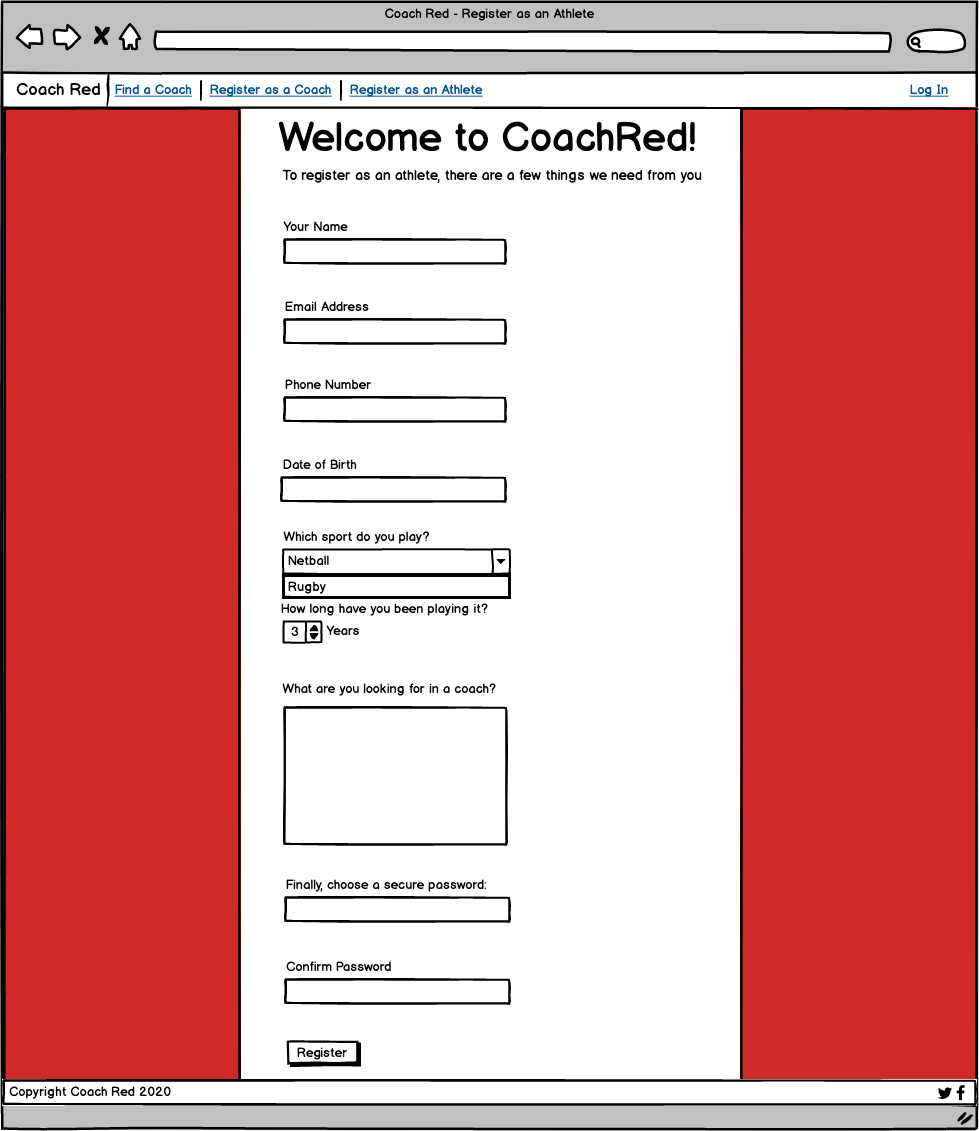 Coach Red - Register as an Athlete
Coach Red Find a Coach Register as a Coach Register as an Athlete Log In
Welcome to CoachRed!
To register as an athlete, there are a few things we need from you
Your Name
Email Address
Phone Number
Date of Birth
Which sport do you play?
Netball
Rugby
How long have you been playing it?
3 Years
What are you looking for in a coach?
Finally, choose a secure password:
Confirm Password
Register
Copyright Coach Red 2020